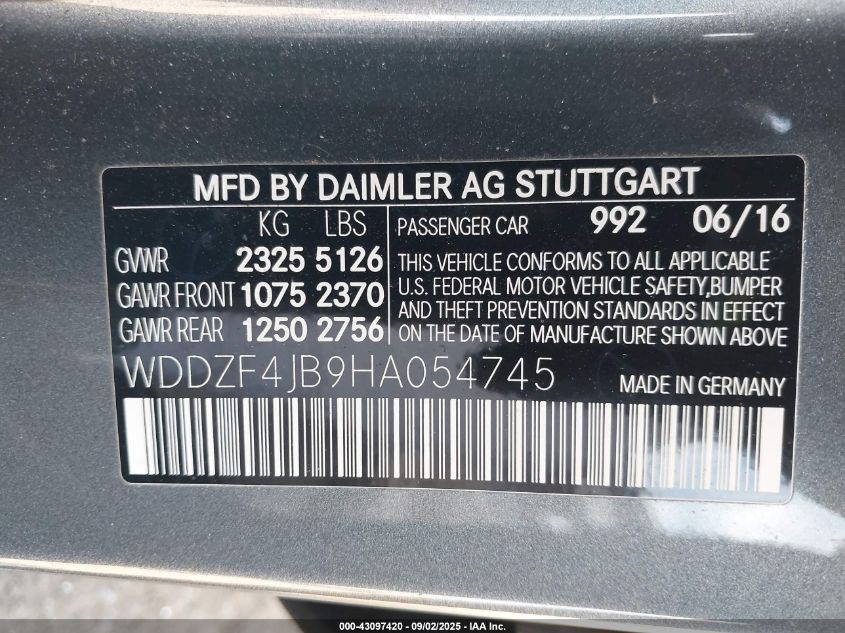 MFD BY DAIMLER AG STUTTGART
KG LBS
GVWR 2325 5126
GAWR FRONT 1075 2370
GAWR REAR 1250 2756
PASSENGER CAR 992 06/16
THIS VEHICLE CONFORMS TO ALL APPLICABLE
U.S. FEDERAL MOTOR VEHICLE SAFETY,BUMPER
AND THEFT PREVENTION STANDARDS IN EFFECT
ON THE DATE OF MANUFACTURE SHOWN ABOVE
WDDZF4JB9HA054745
MADE IN GERMANY
000-43097420 - 09/02/2025 - IAA Inc.